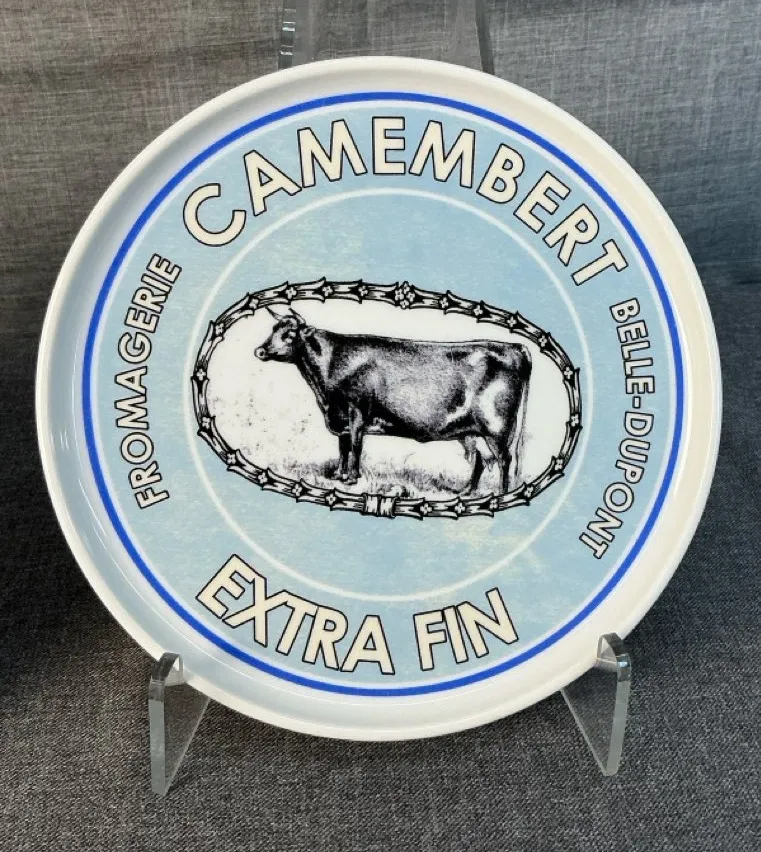 CAMEMBERT
FROMAGERIE
BELLE-DUPONT
EXTRA FIN